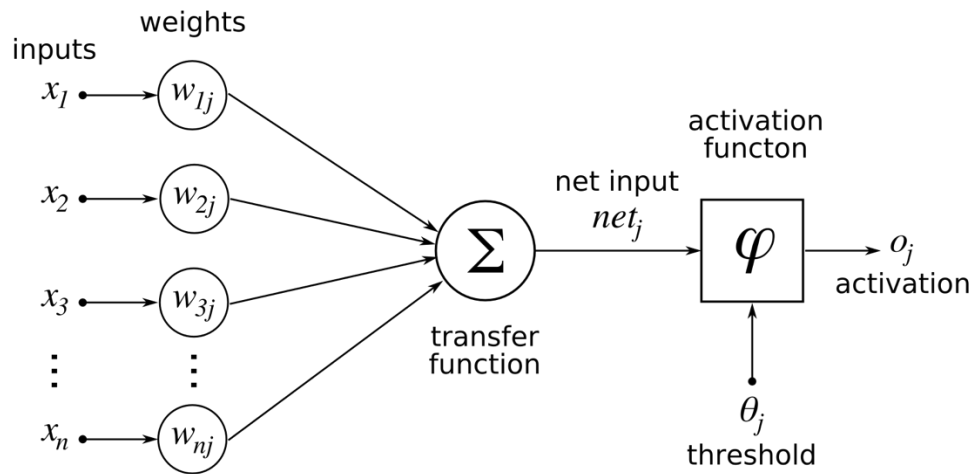 weights
inputs
x1
w1j
activation
functon
x2
w2j
net input
netj
Σ
φ
oj
activation
x3
w3j
transfer
function
⋮
⋮
θj
threshold
xn
wnj